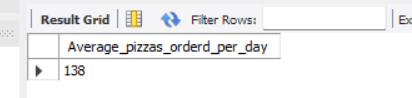 Result Grid Filter Rows: Ex
Average_pizzas_orderd_per_day
138